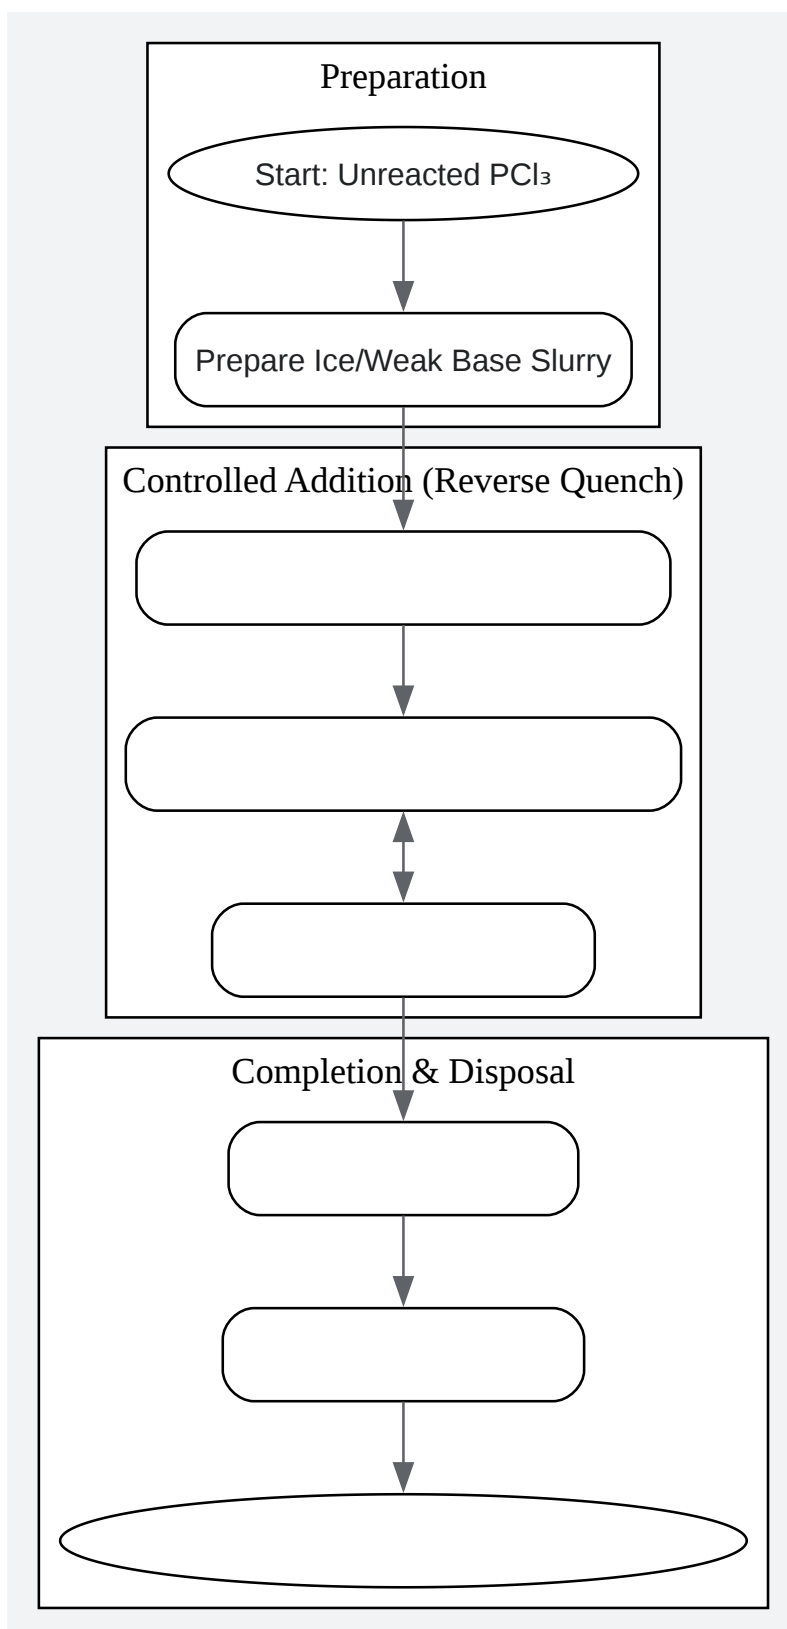 Preparation
Start: Unreacted PCl₃
Prepare Ice/Weak Base Slurry
Controlled Addition (Reverse Quench)
Completion & Disposal